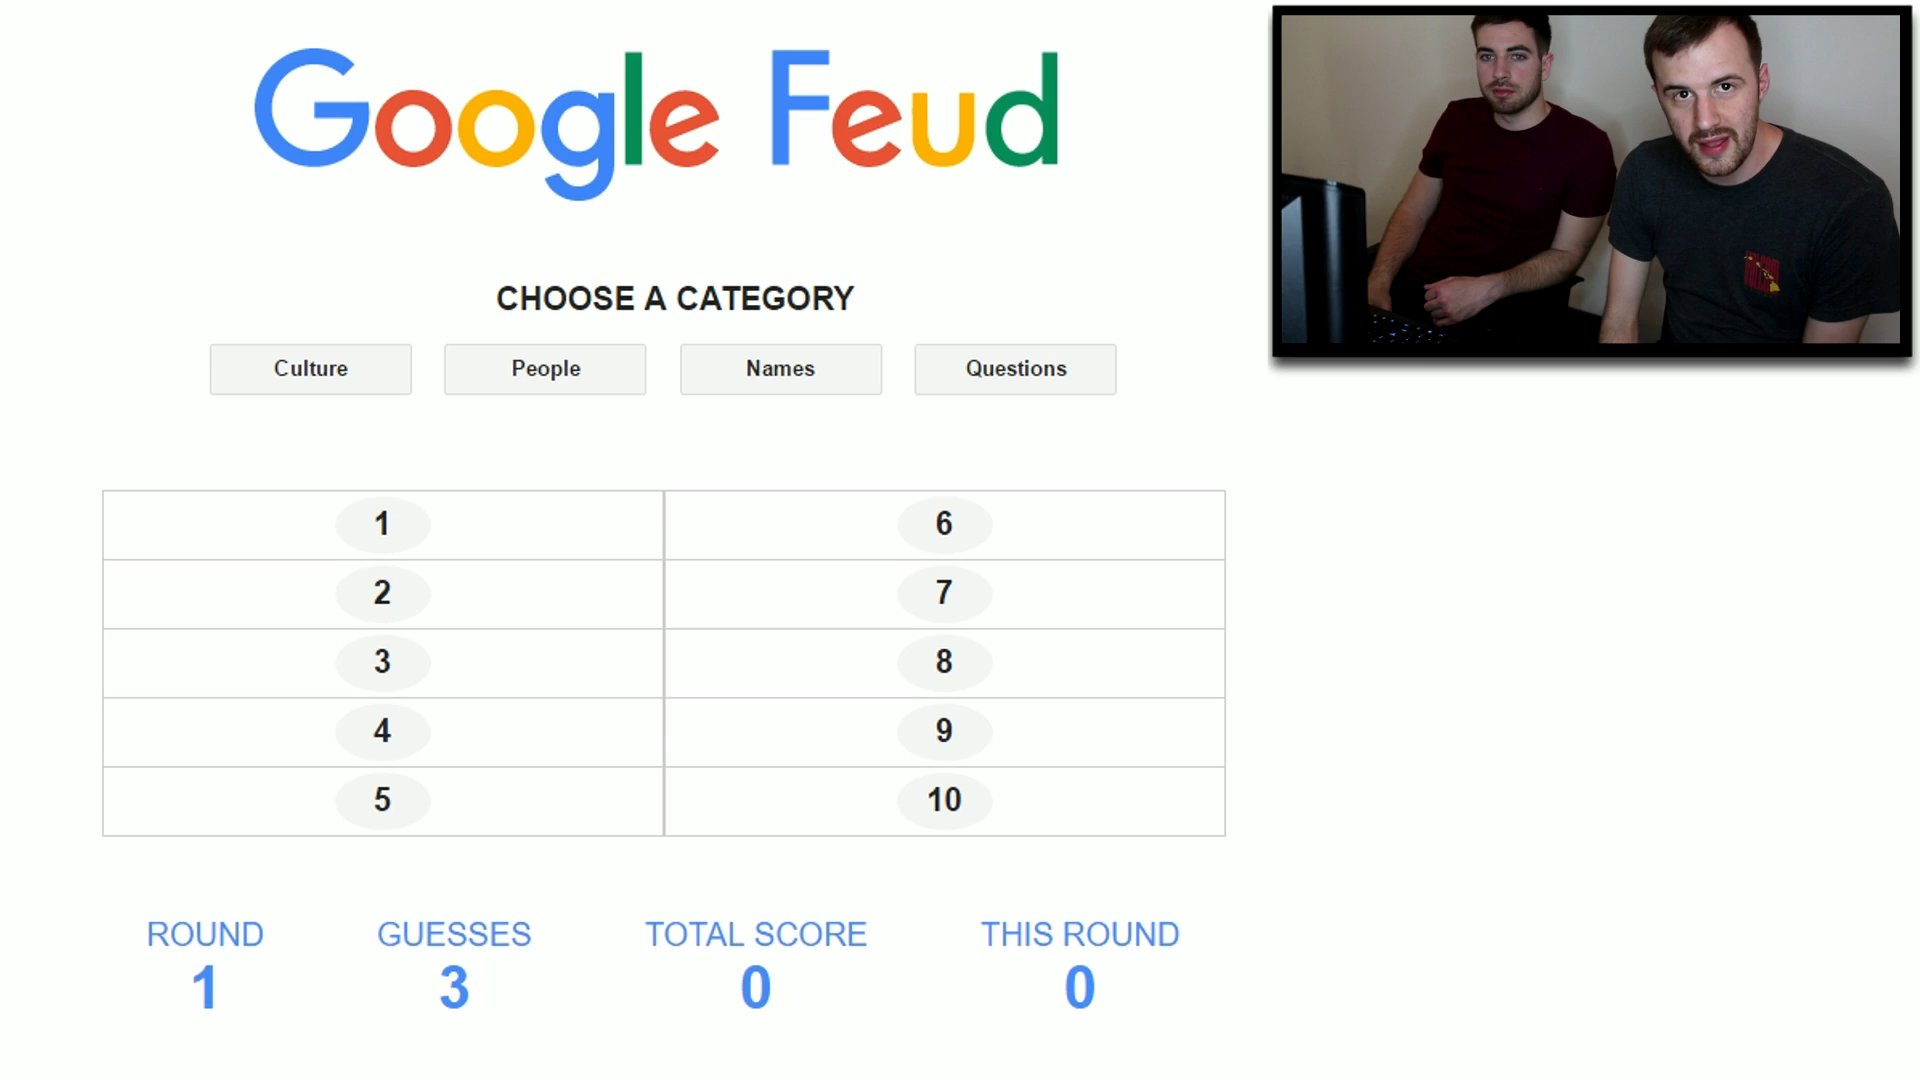 Google Feud
CHOOSE A CATEGORY
Culture People Names Questions
1 6
2 7
3 8
4 9
5 10
ROUND GUESSES TOTAL SCORE THIS ROUND
1 3 0 0